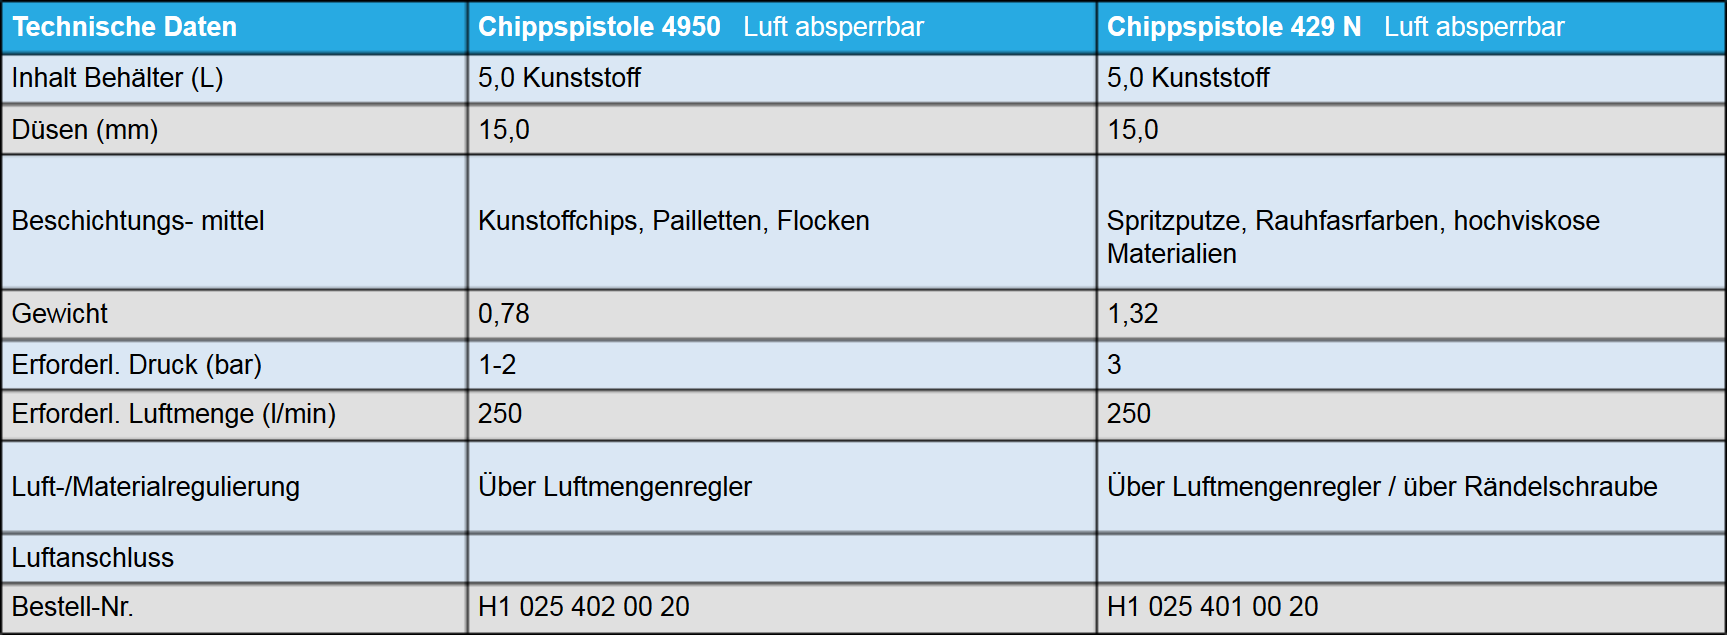 Technische Daten Chippspistole 4950 Luft absperrbar Chippspistole 429 N Luft absperrbar
Inhalt Behälter (L) 5,0 Kunststoff 5,0 Kunststoff
Düsen (mm) 15,0 15,0
Beschichtungs- mittel Kunstoffchips, Pailletten, Flocken Spritzputze, Rauhfasrfarben, hochviskose
Materialien
Gewicht 0,78 1,32
Erforderl. Druck (bar) 1-2 3
Erforderl. Luftmenge (l/min) 250 250
Luft-/Materialregulierung Über Luftmengenregler Über Luftmengenregler / über Rändelschraube
Luftanschluss
Bestell-Nr. H1 025 402 00 20 H1 025 401 00 20